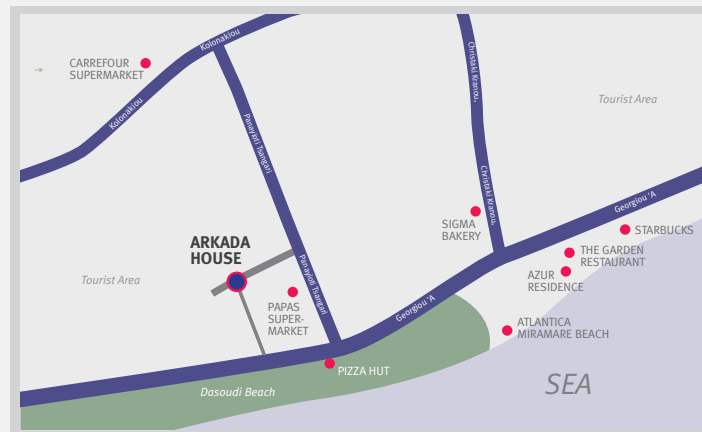 Kolonakiou
CARREFOUR
SUPERMARKET
Kolonakiou
Christaki Kranou,
Tourist Area
Panayioti Tsangari
Christaki Kranou,
Georgiou 'A
SIGMA
BAKERY
STARBUCKS
ARKADA
HOUSE
THE GARDEN
RESTAURANT
AZUR
RESIDENCE
Tourist Area
Panayioti Tsangari
PAPAS
SUPER-
MARKET
Georgiou 'A
ATLANTICA
MIRAMARE BEACH
PIZZA HUT
Dasoudi Beach
SEA